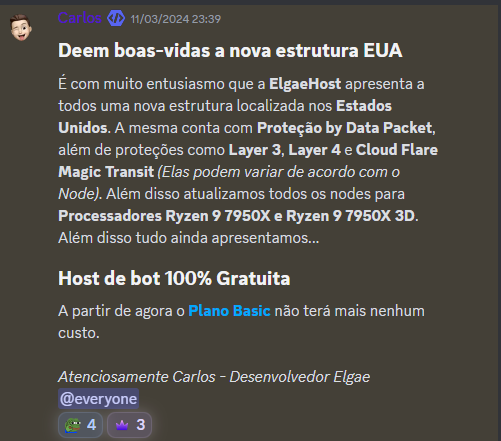 Carlos 11/03/2024 23:39
Deem boas-vidas a nova estrutura EUA
É com muito entusiasmo que a ElgaeHost apresenta a
todos uma nova estrutura localizada nos Estados
Unidos. A mesma conta com Proteção by Data Packet,
além de proteções como Layer 3, Layer 4 e Cloud Flare
Magic Transit (Elas podem variar de acordo com o
Node). Além disso atualizamos todos os nodes para
Processadores Ryzen 9 7950X e Ryzen 9 7950X 3D.
Além disso tudo ainda apresentamos...
Host de bot 100% Gratuita
A partir de agora o Plano Basic não terá mais nenhum
custo.
Atenciosamente Carlos - Desenvolvedor Elgae
@everyone
4 3